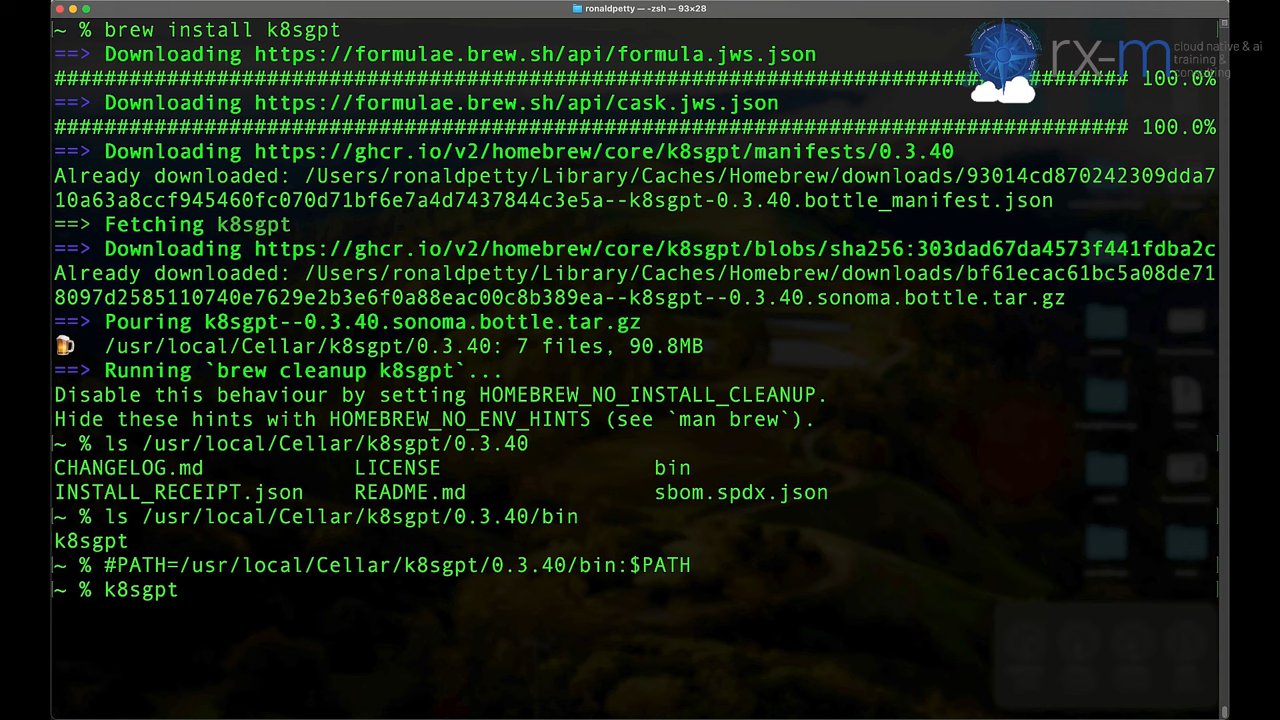 ronaldpetty — -zsh — 93×28
~ % brew install k8sgpt
==> Downloading https://formulae.brew.sh/api/formula.jws.json
###################################################################################### 100.0%
==> Downloading https://formulae.brew.sh/api/cask.jws.json
###################################################################################### 100.0%
==> Downloading https://ghcr.io/v2/homebrew/core/k8sgpt/manifests/0.3.40
Already downloaded: /Users/ronaldpetty/Library/Caches/Homebrew/downloads/93014cd870242309dda7
10a63a8ccf945460fc070d71bf6e7a4d7437844c3e5a--k8sgpt-0.3.40.bottle_manifest.json
==> Fetching k8sgpt
==> Downloading https://ghcr.io/v2/homebrew/core/k8sgpt/blobs/sha256:303dad67da4573f441fdba2c
Already downloaded: /Users/ronaldpetty/Library/Caches/Homebrew/downloads/bf61ecac61bc5a08de71
8097d2585110740e7629e2b3e6f0a88eac00c8b389ea--k8sgpt--0.3.40.sonoma.bottle.tar.gz
==> Pouring k8sgpt--0.3.40.sonoma.bottle.tar.gz
🍺 /usr/local/Cellar/k8sgpt/0.3.40: 7 files, 90.8MB
==> Running `brew cleanup k8sgpt`...
Disable this behaviour by setting HOMEBREW_NO_INSTALL_CLEANUP.
Hide these hints with HOMEBREW_NO_ENV_HINTS (see `man brew`).
~ % ls /usr/local/Cellar/k8sgpt/0.3.40
CHANGELOG.md LICENSE bin
INSTALL_RECEIPT.json README.md sbom.spdx.json
~ % ls /usr/local/Cellar/k8sgpt/0.3.40/bin
k8sgpt
~ % #PATH=/usr/local/Cellar/k8sgpt/0.3.40/bin:$PATH
~ % k8sgpt
rx-m
cloud native & ai
training &
consulting